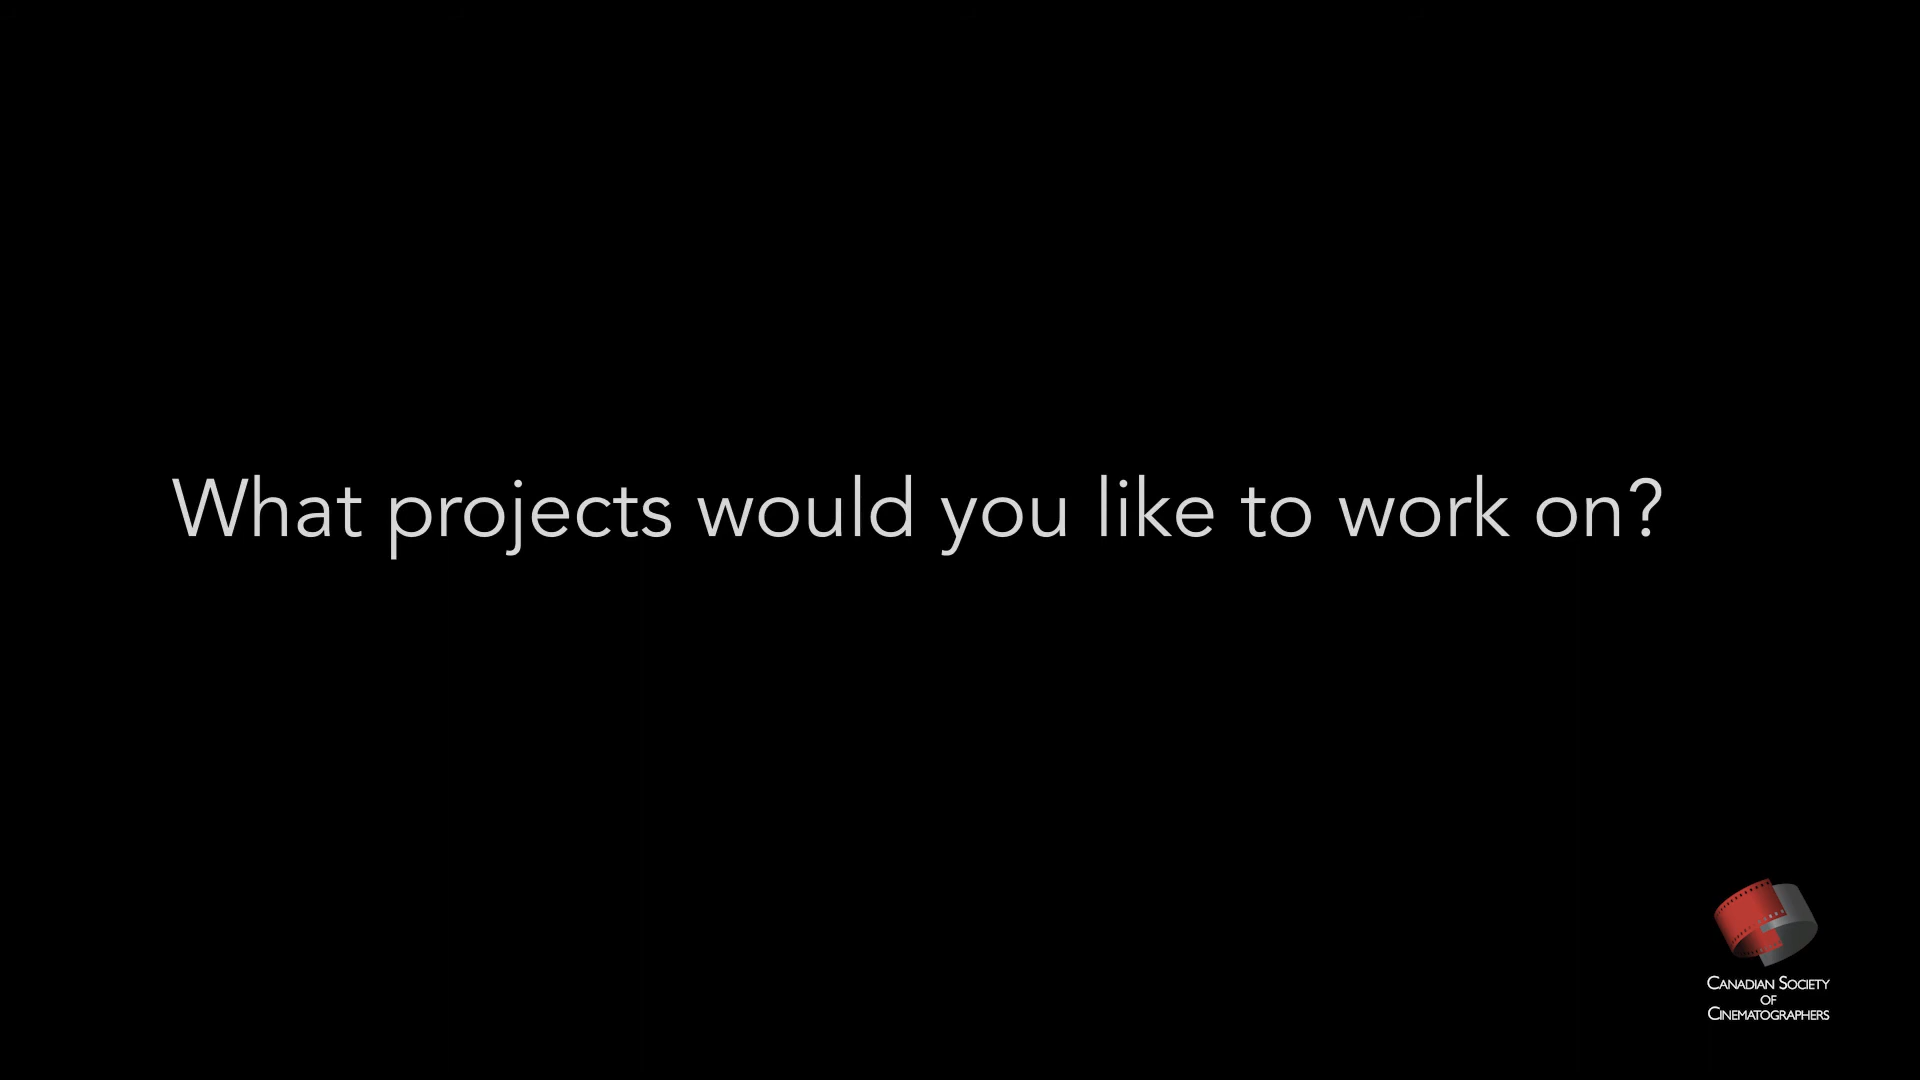 What projects would you like to work on?
CANADIAN SOCIETY
OF
CINEMATOGRAPHERS